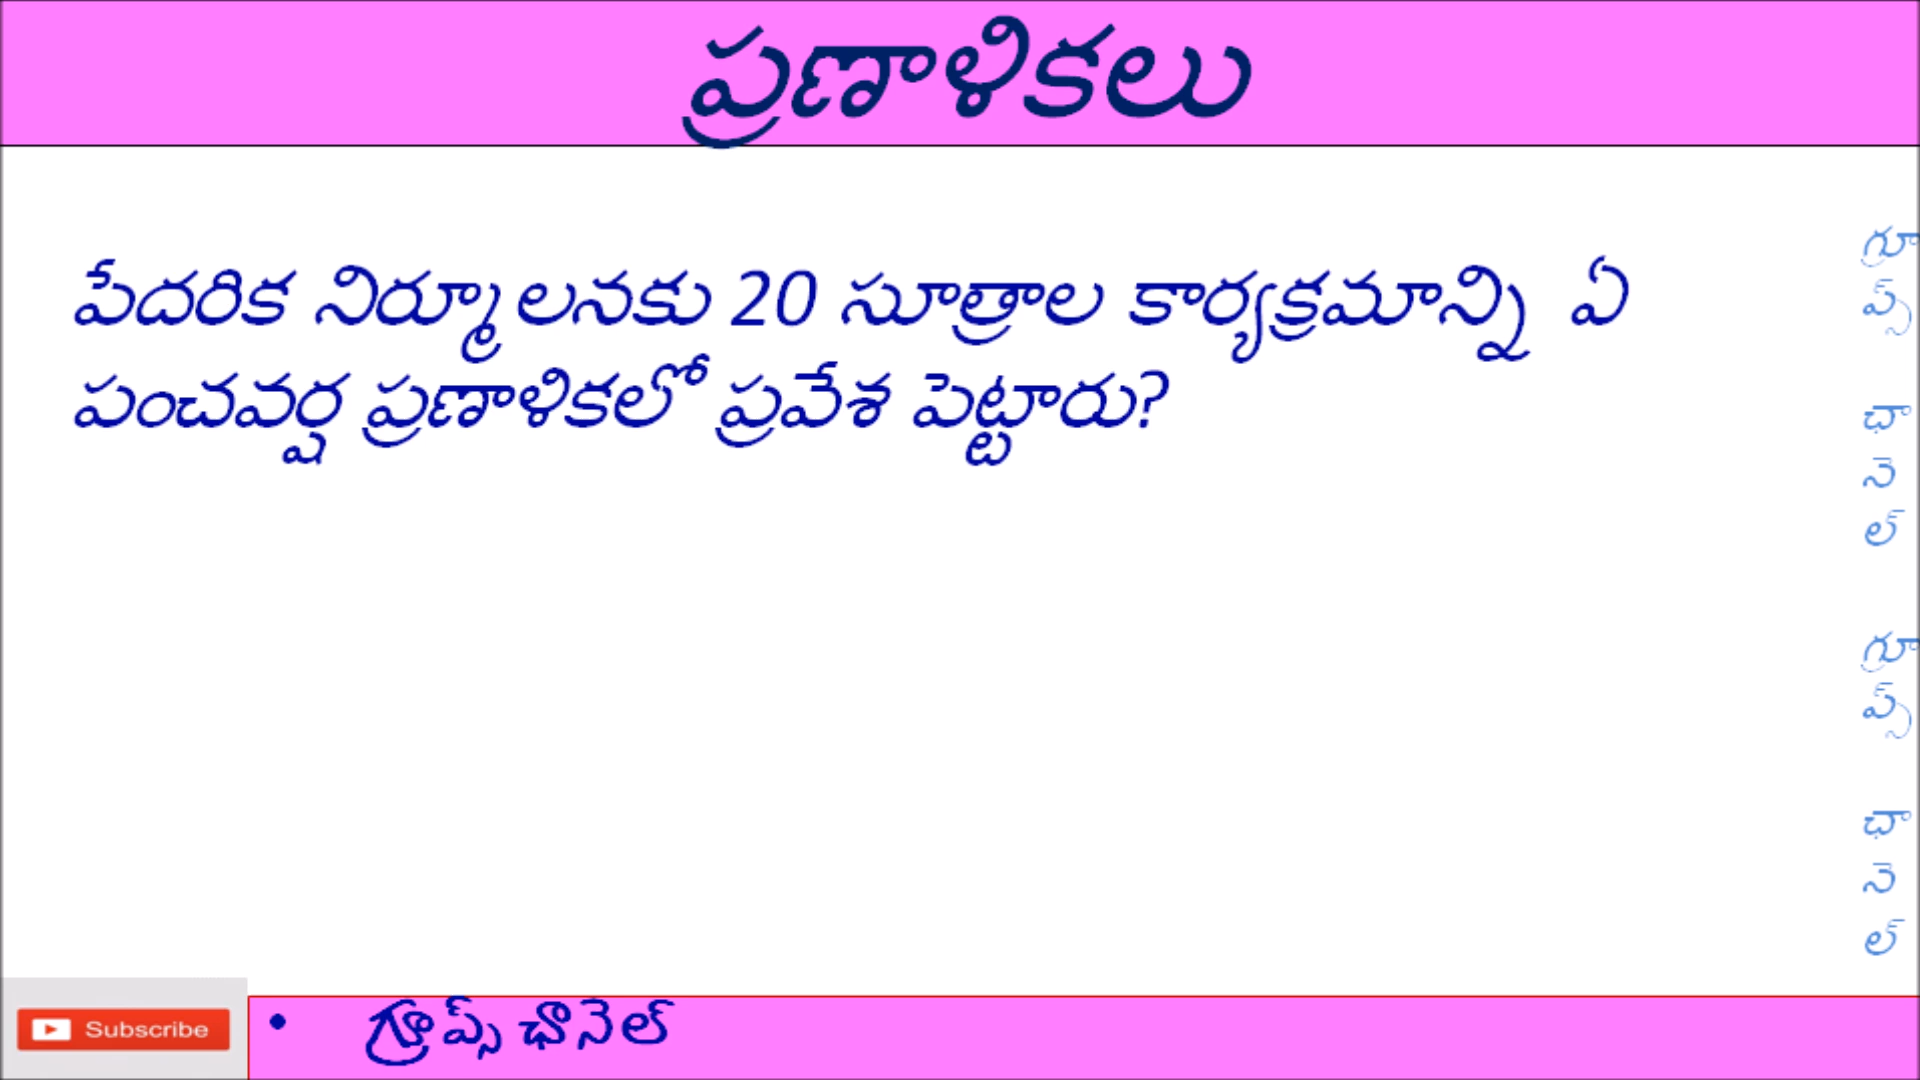 ప్రణాళికలు
పేదరిక నిర్మూలనకు 20 సూత్రాల కార్యక్రమాన్ని ఏ
పంచవర్ష ప్రణాళికలో ప్రవేశ పెట్టారు?
గ్రూ
ప్స్
ఛా
నె
ల్
గ్రూ
ప్స్
ఛా
నె
ల్
Subscribe
• గ్రూప్స్ ఛానెల్